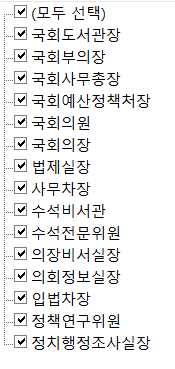 (모두 선택)
국회도서관장
국회부의장
국회사무총장
국회예산정책처장
국회의원
국회의장
법제실장
사무차장
수석비서관
수석전문위원
의장비서실장
의회정보실장
입법차장
정책연구위원
정치행정조사실장